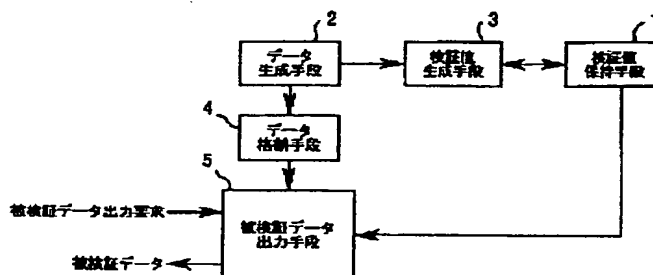 2
データ
生成手段
3
検証値
生成手段
検証値
保持手段
4
データ
格納手段
5
被検証データ出力要求
被検証データ
出力手段
被検証データ